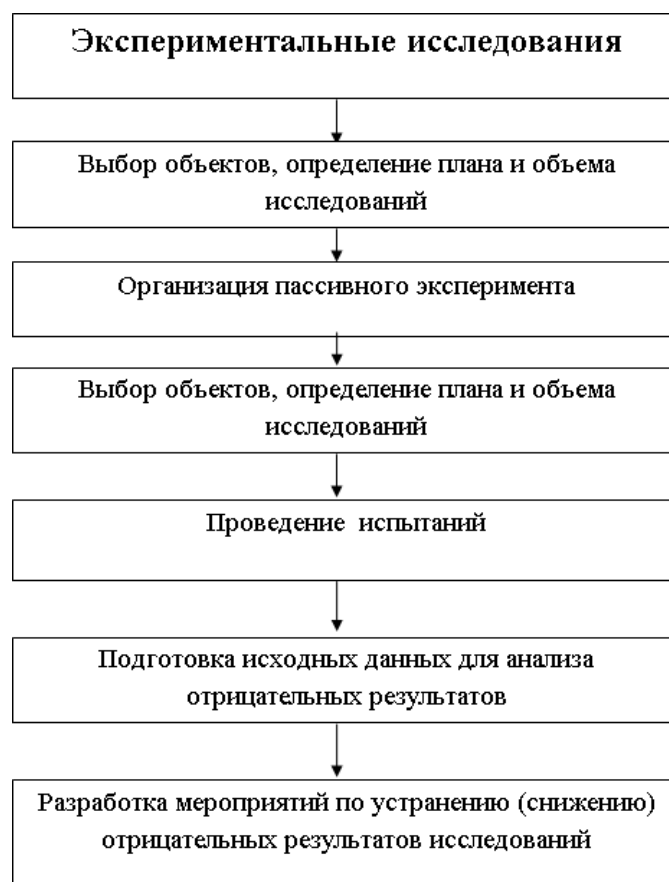 Экспериментальные исследования
Выбор объектов, определение плана и объема
исследований
Организация пассивного эксперимента
Выбор объектов, определение плана и объема
исследований
Проведение испытаний
Подготовка исходных данных для анализа
отрицательных результатов
Разработка мероприятий по устранению (снижению)
отрицательных результатов исследований